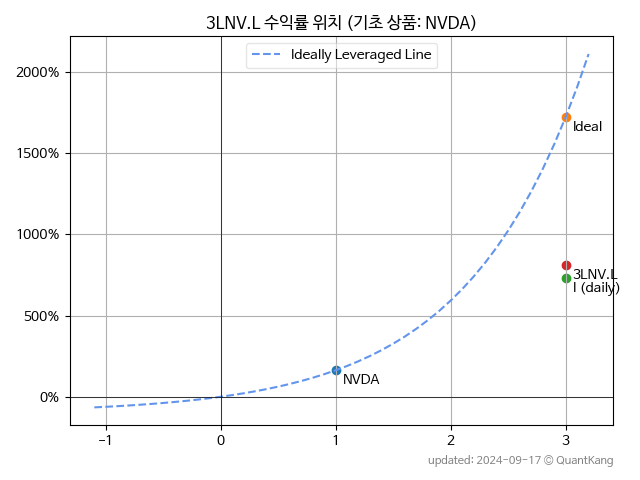 3LNV.L 수익률 위치 (기초 상품: NVDA)
Ideally Leveraged Line
2000%
1500%
1000%
500%
0%
Ideal
3LNV.L
I (daily)
NVDA
-1
0
1
2
3
updated: 2024-09-17 © QuantKang